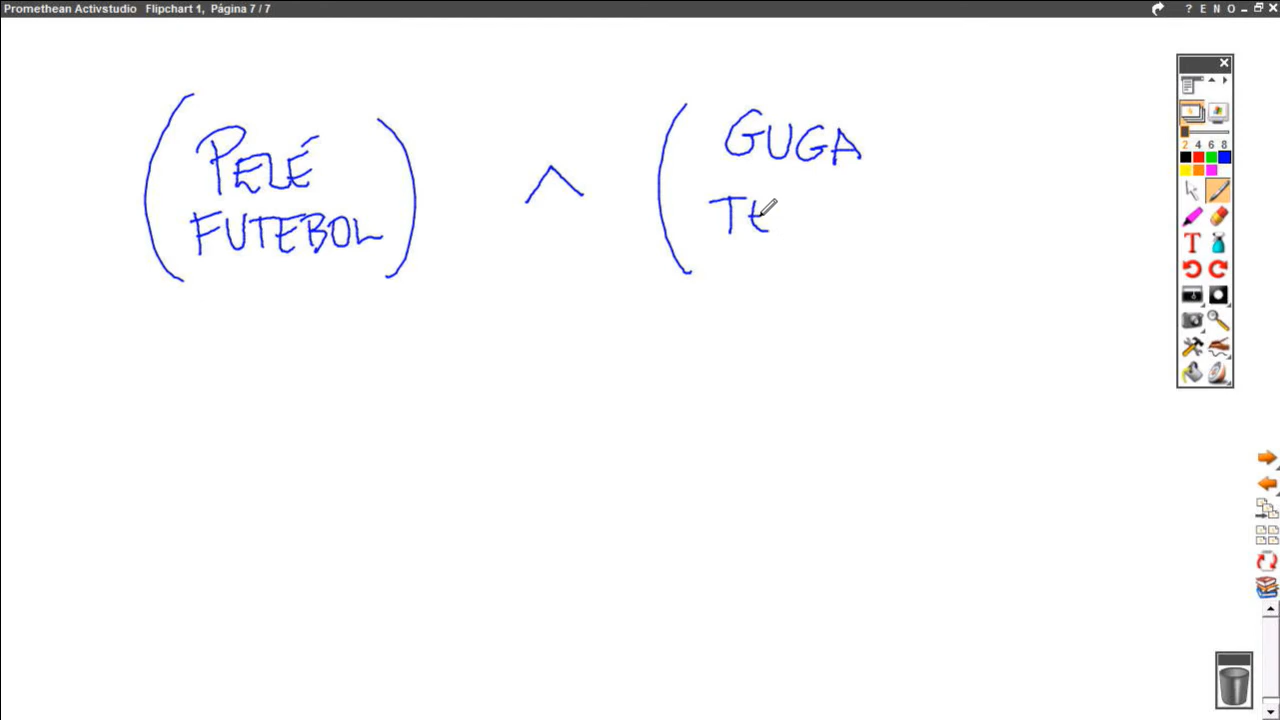 Promethean Activstudio Flipchart 1, Página 7 / 7
? E N O
PELÉ
FUTEBOL
∧
GUGA
TE
2 4 6 8
T